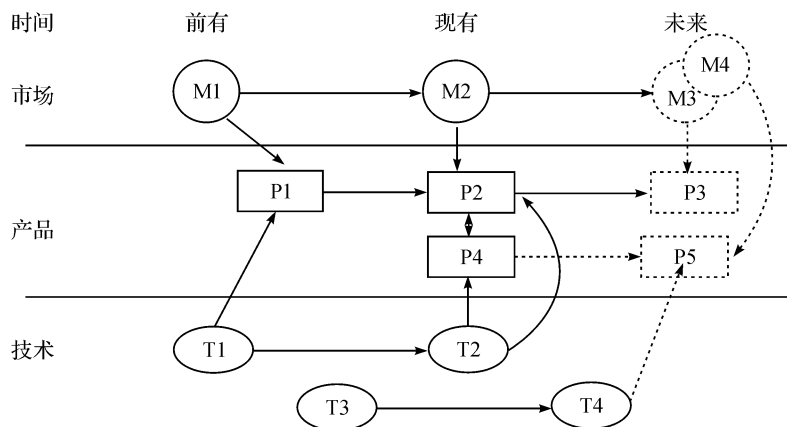 时间 前有 现有 未来
市场 M1 M2 M3 M4
P1 P2 P3
产品
P4 P5
技术 T1 T2
T3 T4